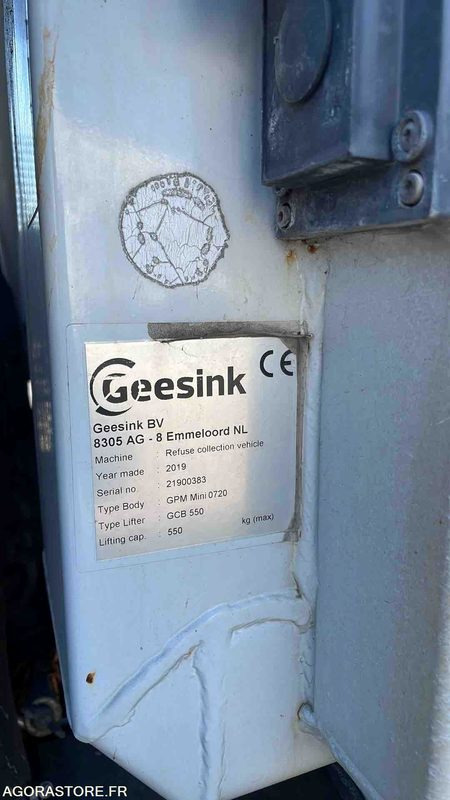 Geesink CE
Geesink BV
8305 AG - 8 Emmeloord NL
Machine : Refuse collection vehicle
Year made : 2019
Serial no. : 21900383
Type Body : GPM Mini 0720
Type Lifter : GCB 550
Lifting cap. : 550 kg (max)
AGORASTORE.FR